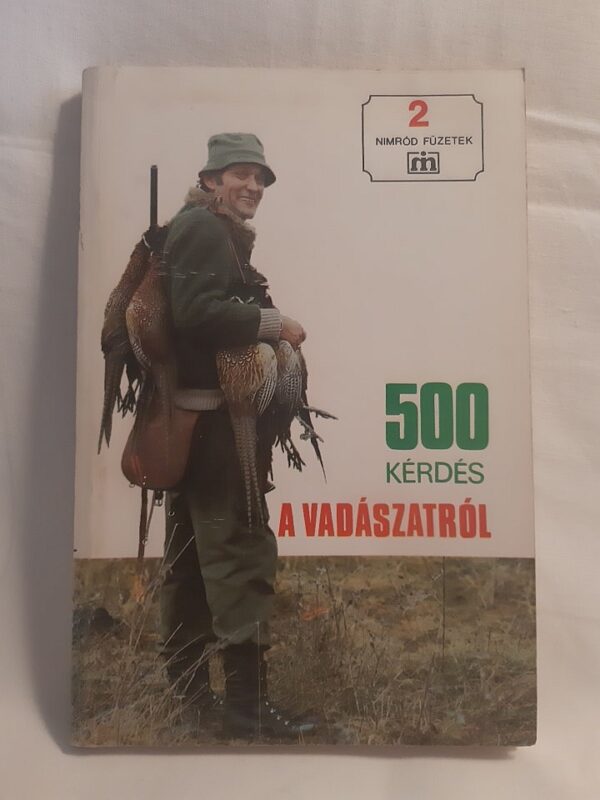 2
NIMRÓD FÜZETEK
500
KÉRDÉS
A VADÁSZATRÓL